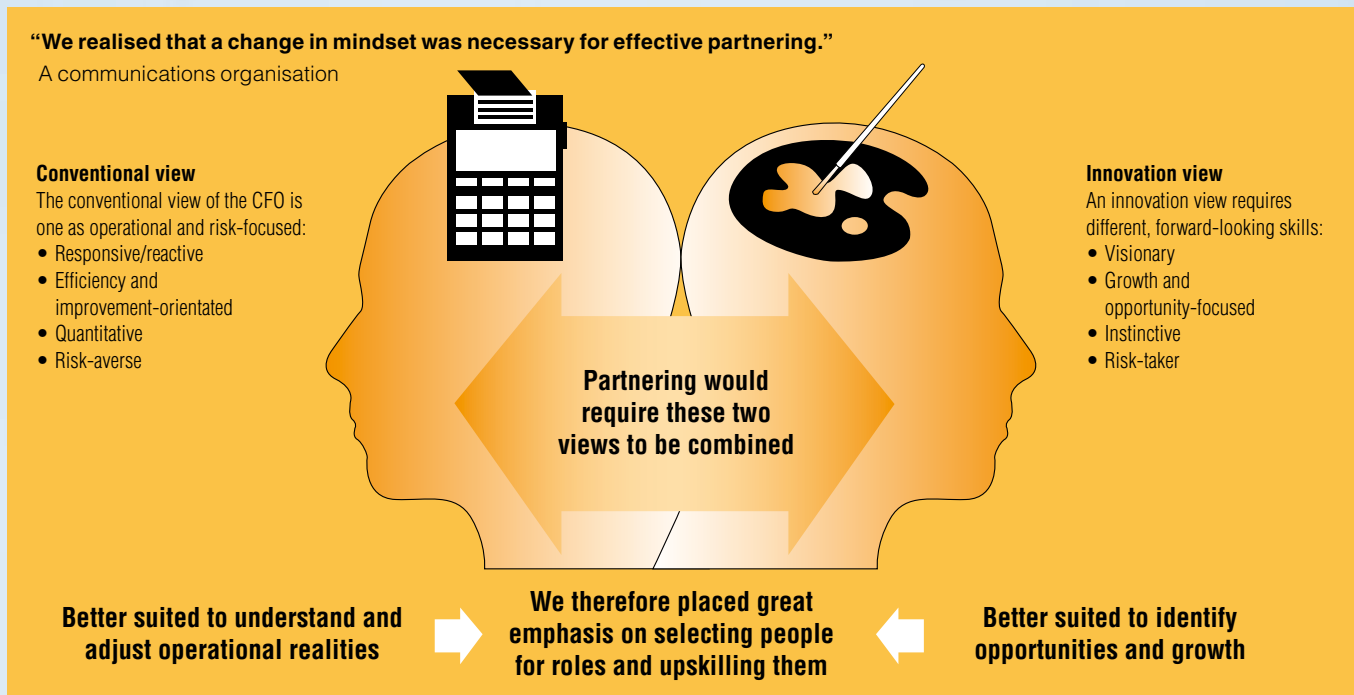 “We realised that a change in mindset was necessary for effective partnering.”
A communications organisation
Conventional view
The conventional view of the CFO is
one as operational and risk-focused:
• Responsive/reactive
• Efficiency and
improvement-orientated
• Quantitative
• Risk-averse
Innovation view
An innovation view requires
different, forward-looking skills:
• Visionary
• Growth and
opportunity-focused
• Instinctive
• Risk-taker
Partnering would
require these two
views to be combined
Better suited to understand and
adjust operational realities
We therefore placed great
emphasis on selecting people
for roles and upskilling them
Better suited to identify
opportunities and growth